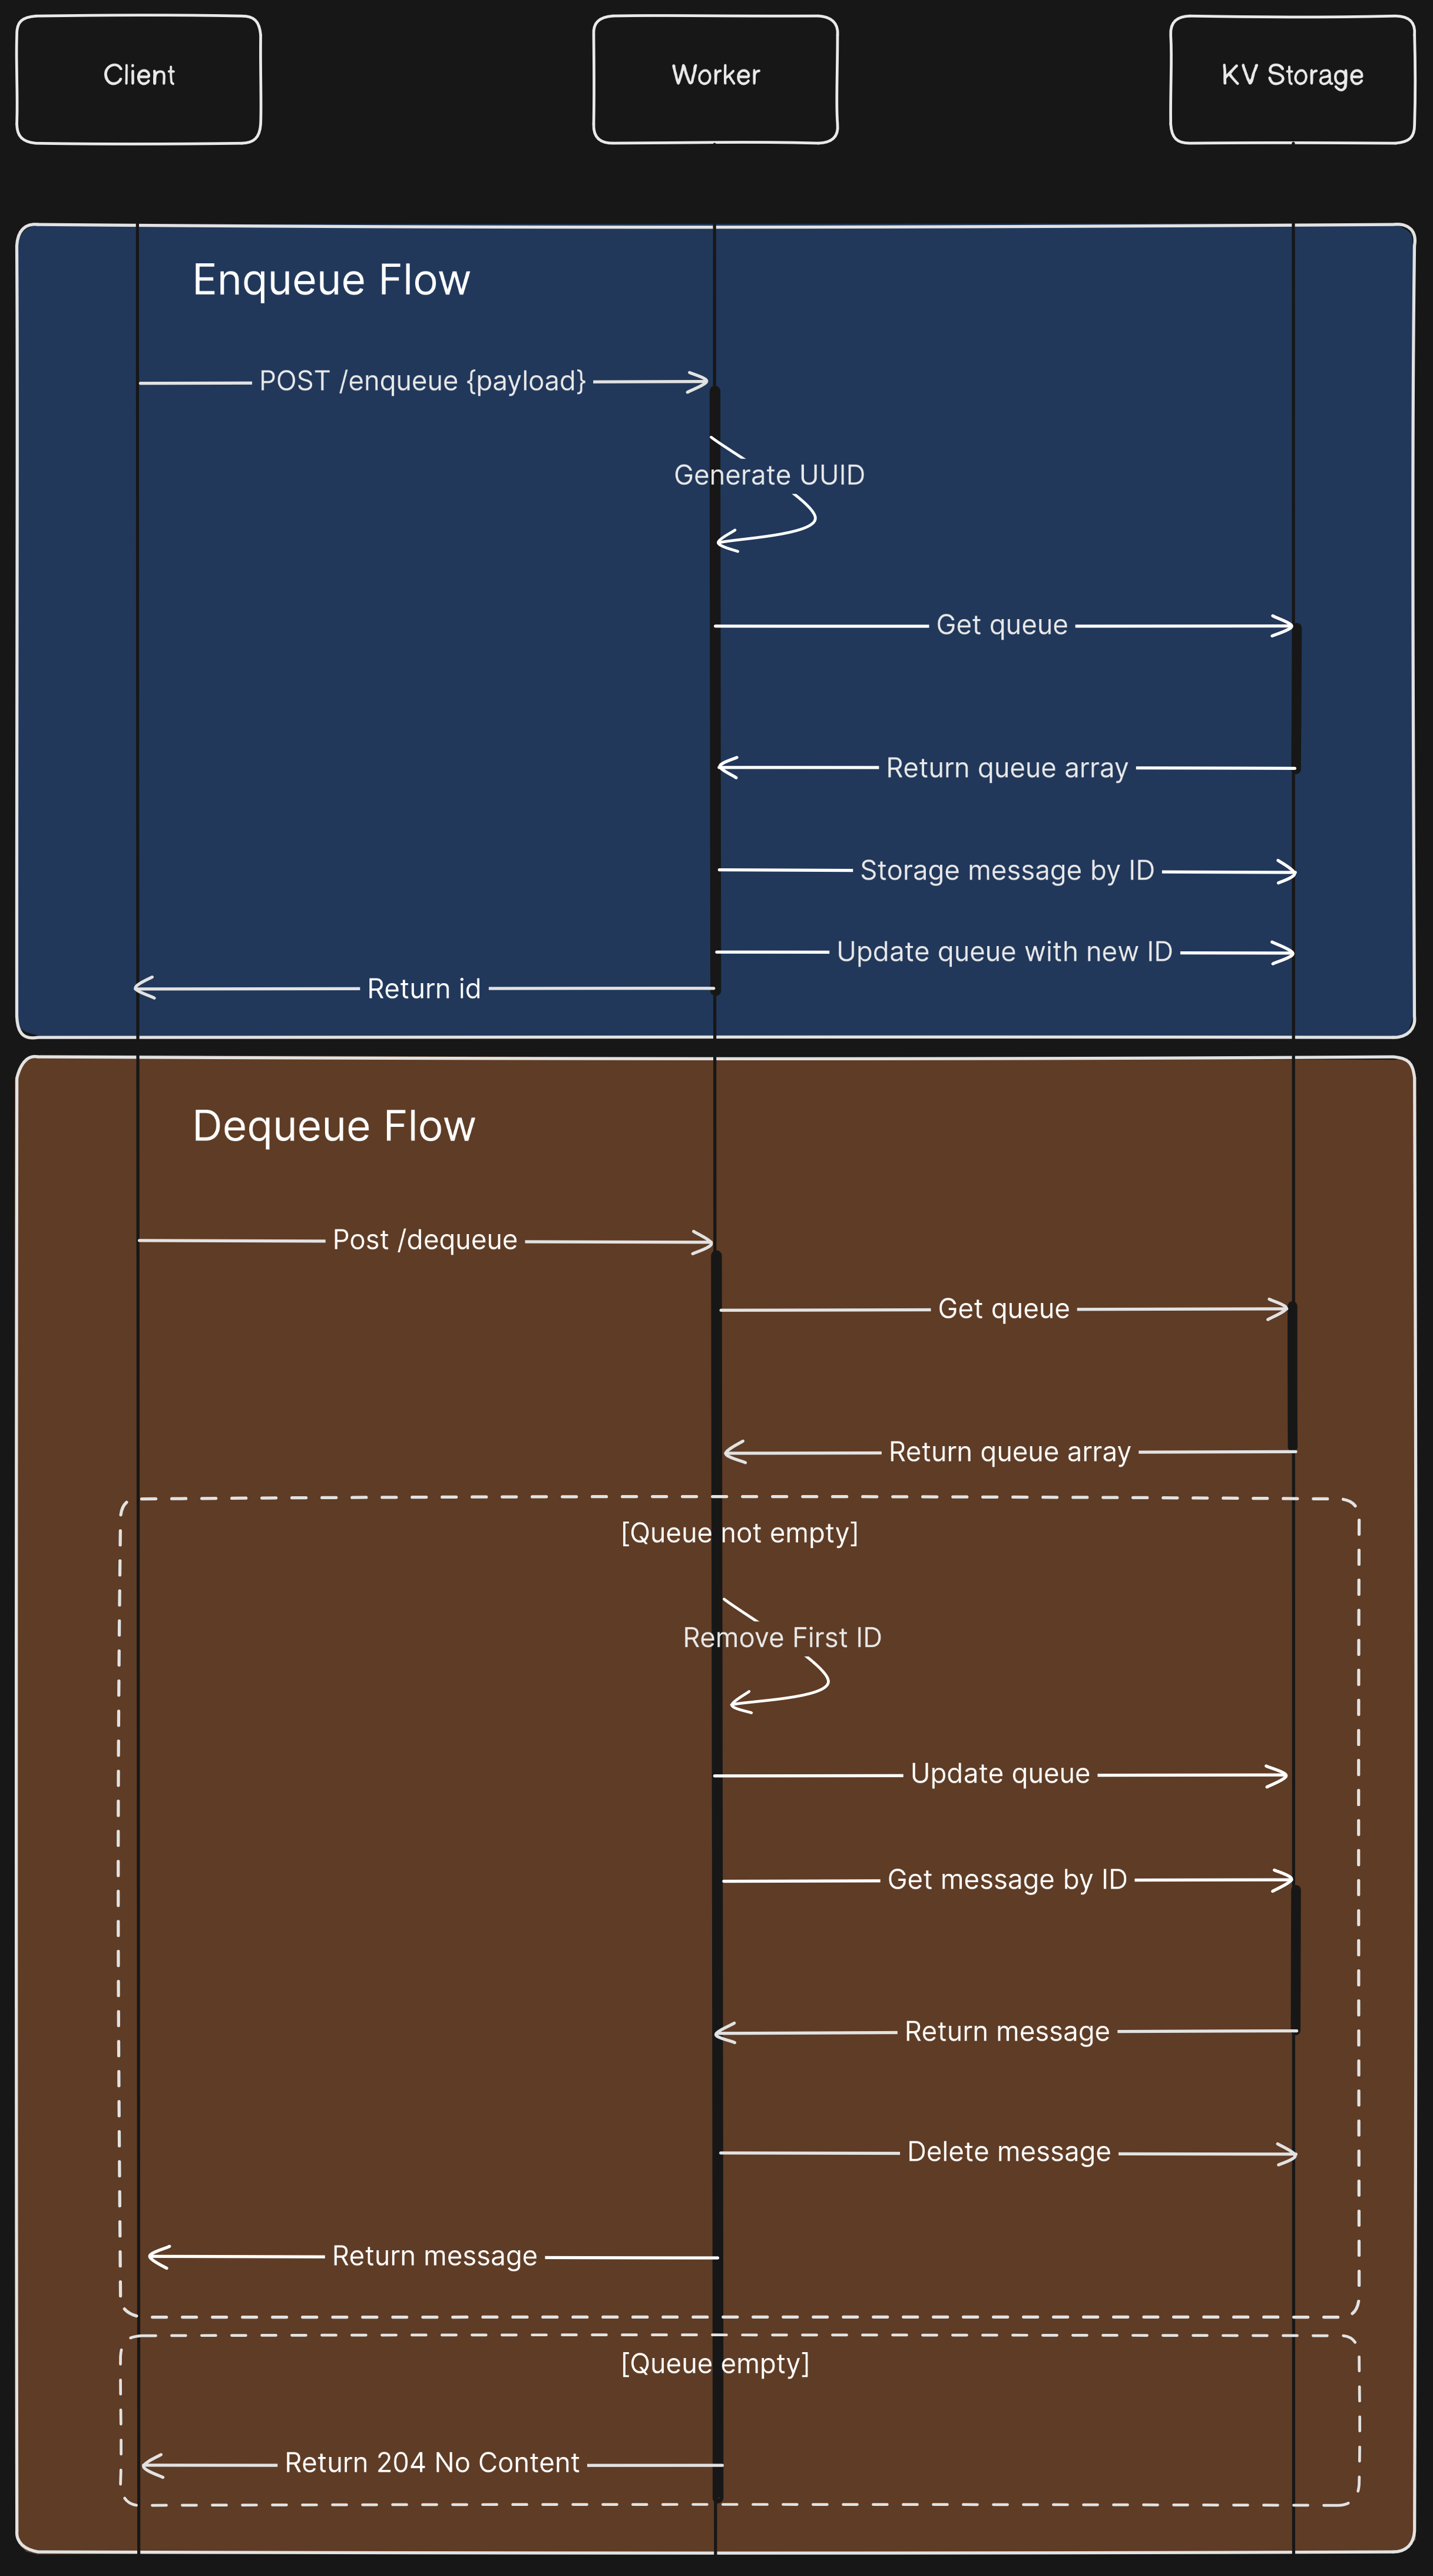 Client
Worker
KV Storage
Enqueue Flow
POST /enqueue {payload}
Generate UUID
Get queue
Return queue array
Storage message by ID
Update queue with new ID
Return id
Dequeue Flow
Post /dequeue
Get queue
Return queue array
[Queue not empty]
Remove First ID
Update queue
Get message by ID
Return message
Delete message
Return message
[Queue empty]
Return 204 No Content